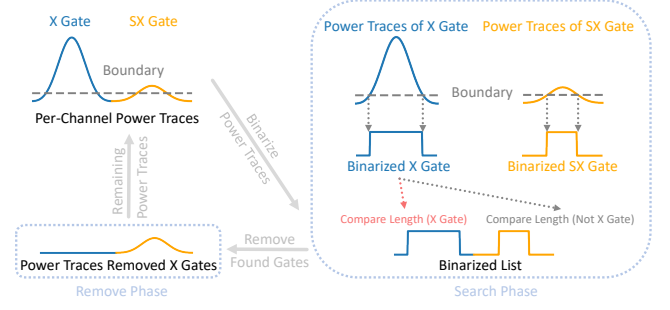 X Gate
SX Gate
Boundary
Per-Channel Power Traces
Binarize
Power Traces
Remaining
Power Traces
Power Traces Removed X Gates
Remove Phase
Remove
Found Gates
Power Traces of X Gate
Power Traces of SX Gate
Boundary
Binarized X Gate
Binarized SX Gate
Compare Length (X Gate)
Compare Length (Not X Gate)
Binarized List
Search Phase